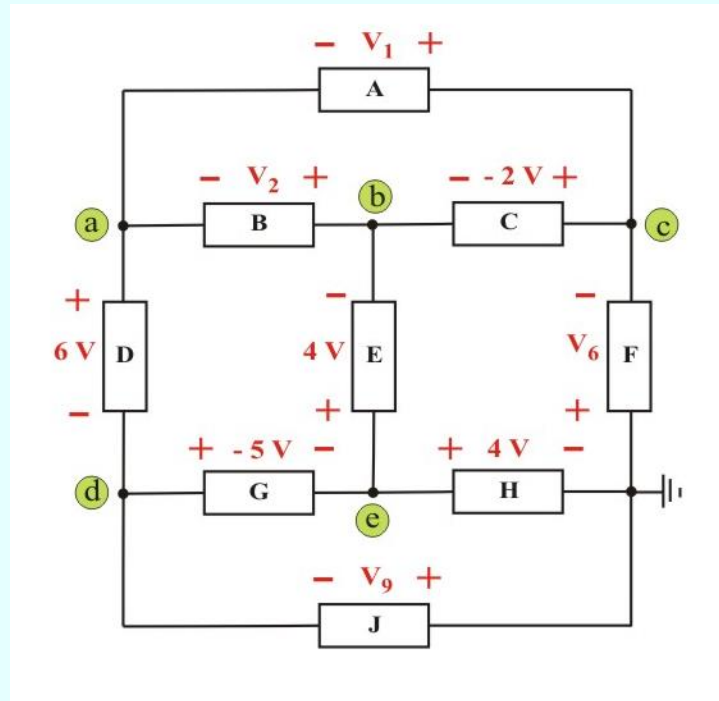 − V₁ +
A
− V₂ +
b
− - 2 V +
a
B
C
c
+
−
−
6 V
D
4 V
E
V₆
F
−
+
+
+ - 5 V −
+ 4 V −
d
G
H
e
− V₉ +
J